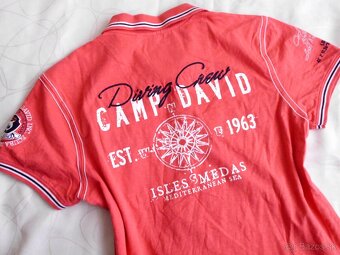 Diving Crew
CAMP DAVID
EST. 1963
ISLES MEDAS
MEDITERRANEAN SEA